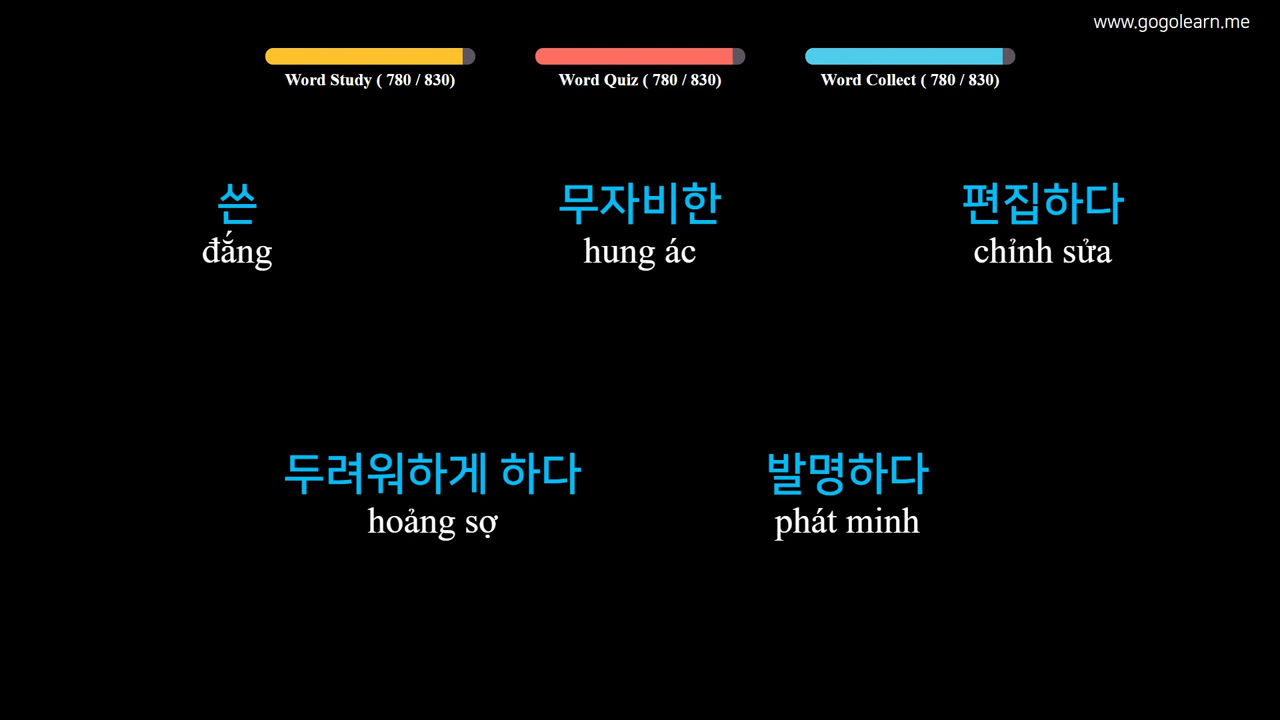 www.gogolearn.me
Word Study ( 780 / 830)
Word Quiz ( 780 / 830)
Word Collect ( 780 / 830)
쓴
đắng
무자비한
hung ác
편집하다
chỉnh sửa
두려워하게 하다
hoảng sợ
발명하다
phát minh